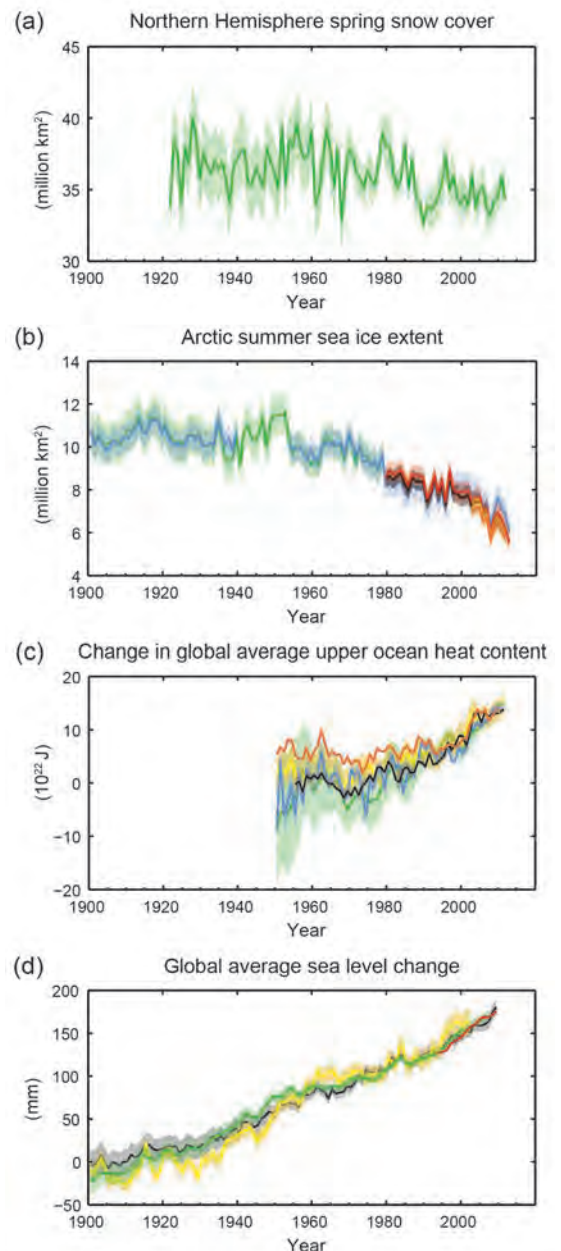 (a) Northern Hemisphere spring snow cover
45
40
35
30
(million km²)
1900 1920 1940 1960 1980 2000
Year
(b) Arctic summer sea ice extent
14
12
10
8
6
4
(million km²)
1900 1920 1940 1960 1980 2000
Year
(c) Change in global average upper ocean heat content
20
10
0
−10
−20
(10²² J)
1900 1920 1940 1960 1980 2000
Year
(d) Global average sea level change
200
150
100
50
0
−50
(mm)
1900 1920 1940 1960 1980 2000
Year